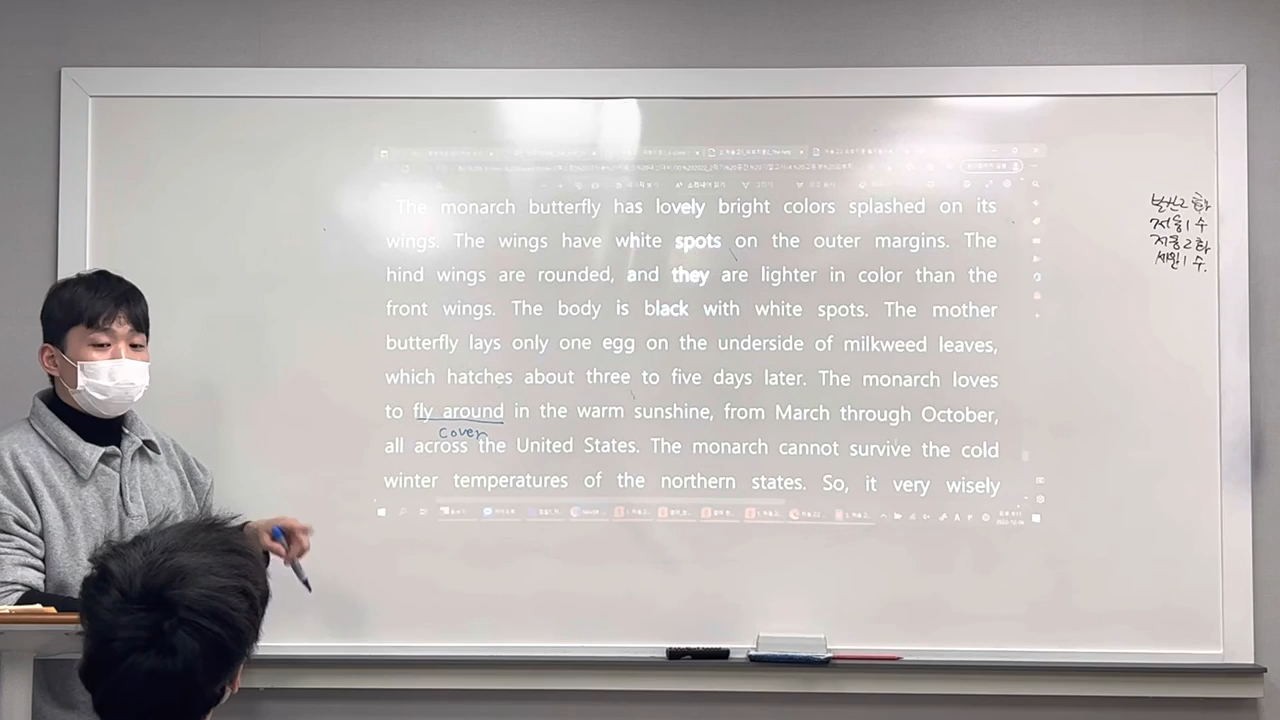 The monarch butterfly has lovely bright colors splashed on its
wings. The wings have white spots on the outer margins. The
hind wings are rounded, and they are lighter in color than the
front wings. The body is black with white spots. The mother
butterfly lays only one egg on the underside of milkweed leaves,
which hatches about three to five days later. The monarch loves
to fly around in the warm sunshine, from March through October,
cover
all across the United States. The monarch cannot survive the cold
winter temperatures of the northern states. So, it very wisely